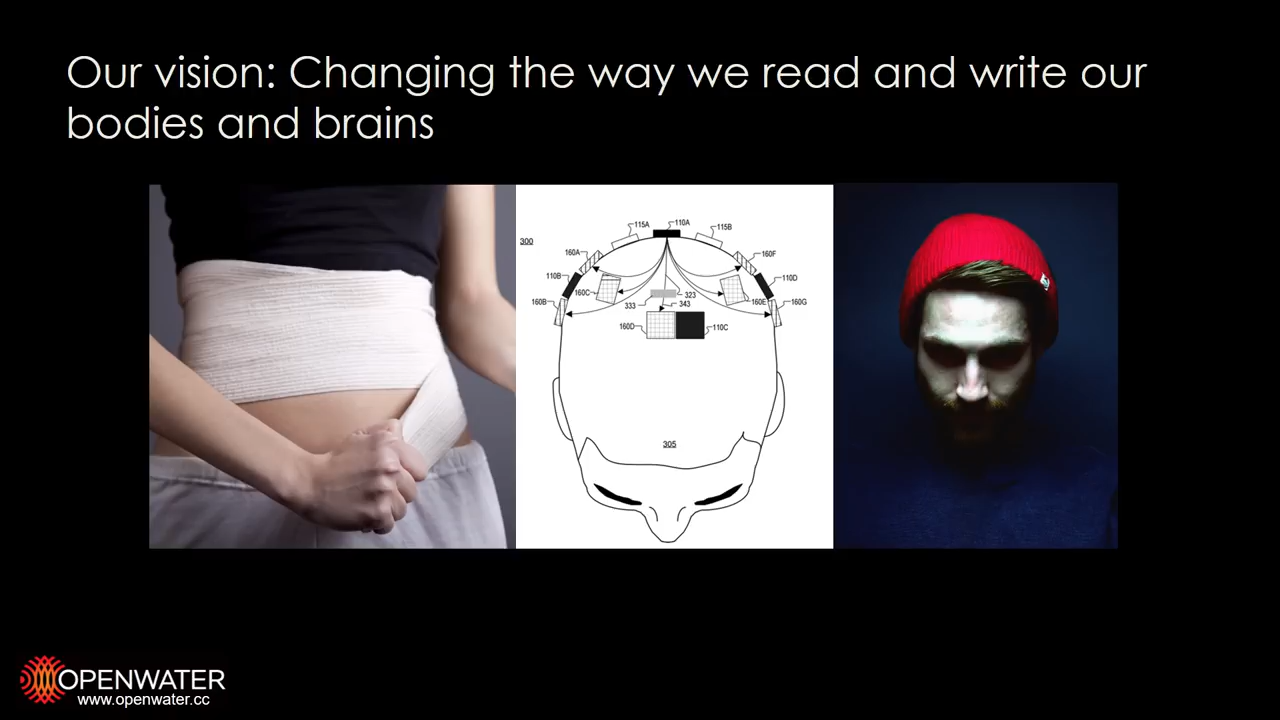 Our vision: Changing the way we read and write our
bodies and brains
300
115A
110A
115B
160A
160F
110B
110D
160C
323
160E
160B
333
343
160G
160D
110C
305
OPENWATER
www.openwater.cc